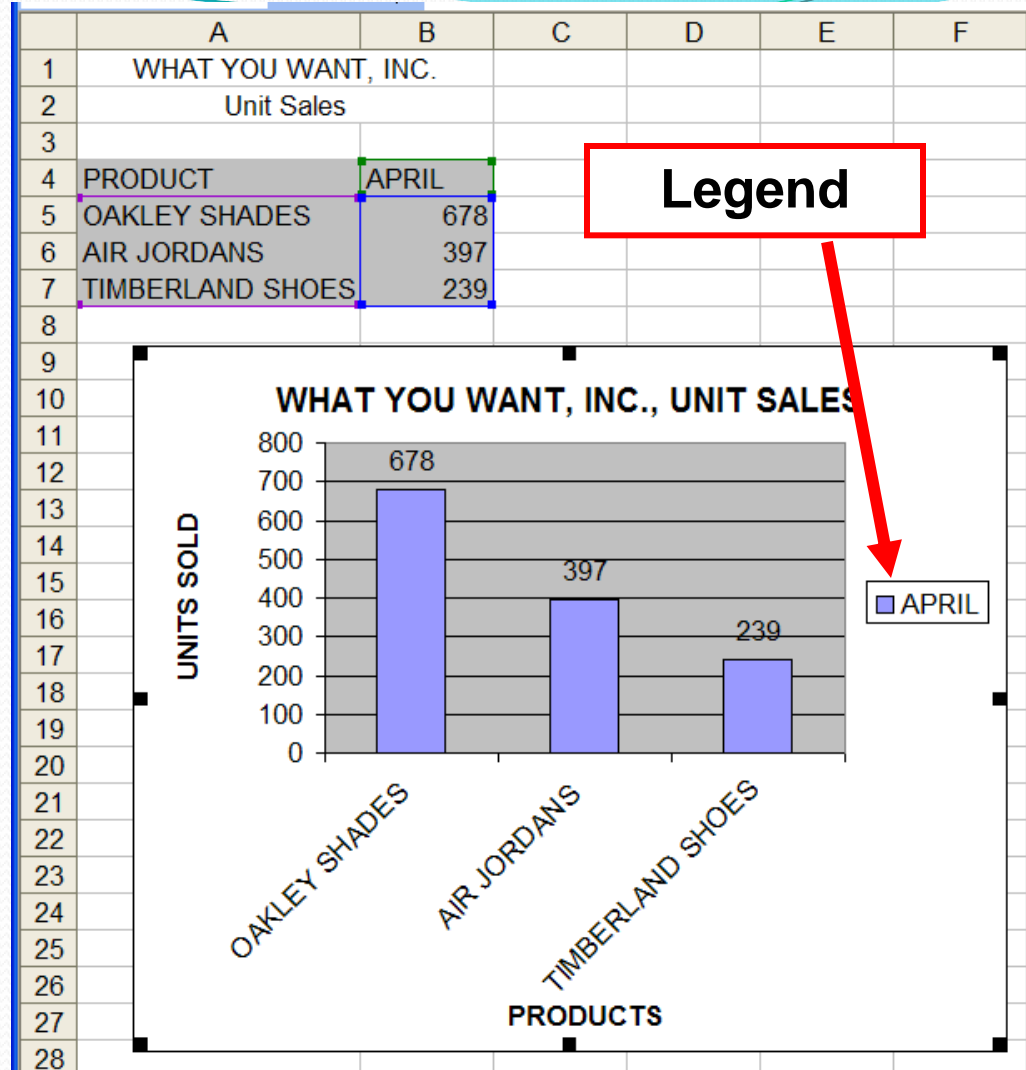 A B C D E F
1 WHAT YOU WANT, INC.
2 Unit Sales
3
4 PRODUCT APRIL
5 OAKLEY SHADES 678
6 AIR JORDANS 397
7 TIMBERLAND SHOES 239
8
Legend
9
10
11
12
13
14
15
16
17
18
19
20
21
22
23
24
25
26
27
28
WHAT YOU WANT, INC., UNIT SALES
UNITS SOLD
800
700
600
500
400
300
200
100
0
678
397
239
APRIL
OAKLEY SHADES
AIR JORDANS
TIMBERLAND SHOES
PRODUCTS